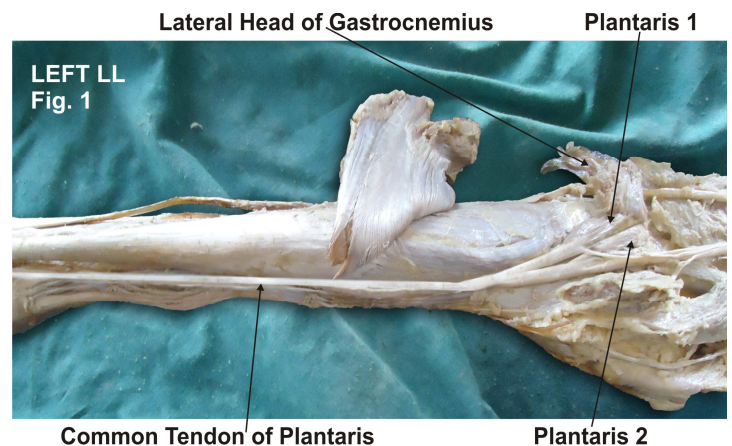 Lateral Head of Gastrocnemius
Plantaris 1
LEFT LL
Fig. 1
Common Tendon of Plantaris
Plantaris 2